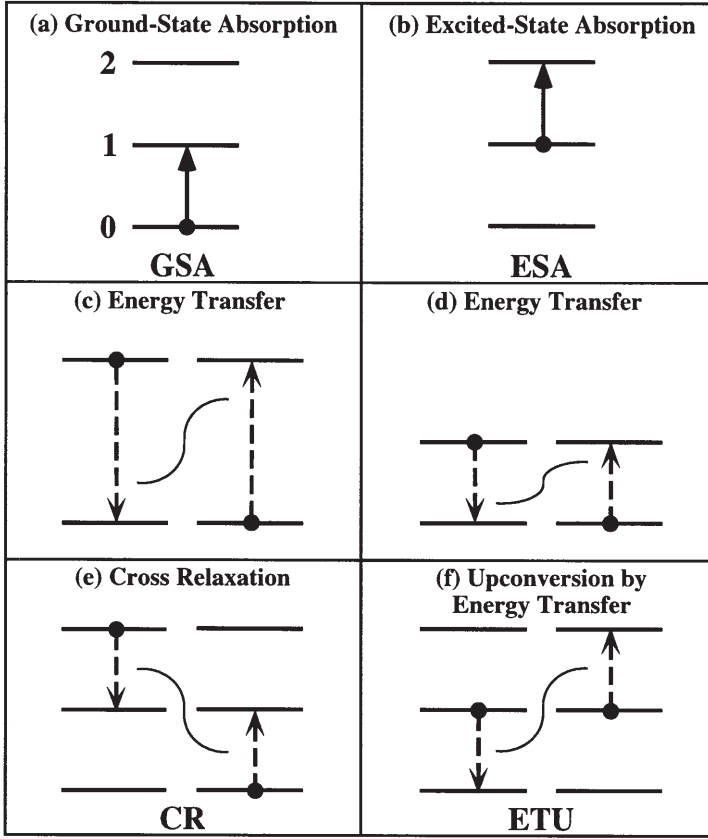 (a) Ground-State Absorption
2
1
0
GSA
(b) Excited-State Absorption
ESA
(c) Energy Transfer
(d) Energy Transfer
(e) Cross Relaxation
CR
(f) Upconversion by
Energy Transfer
ETU